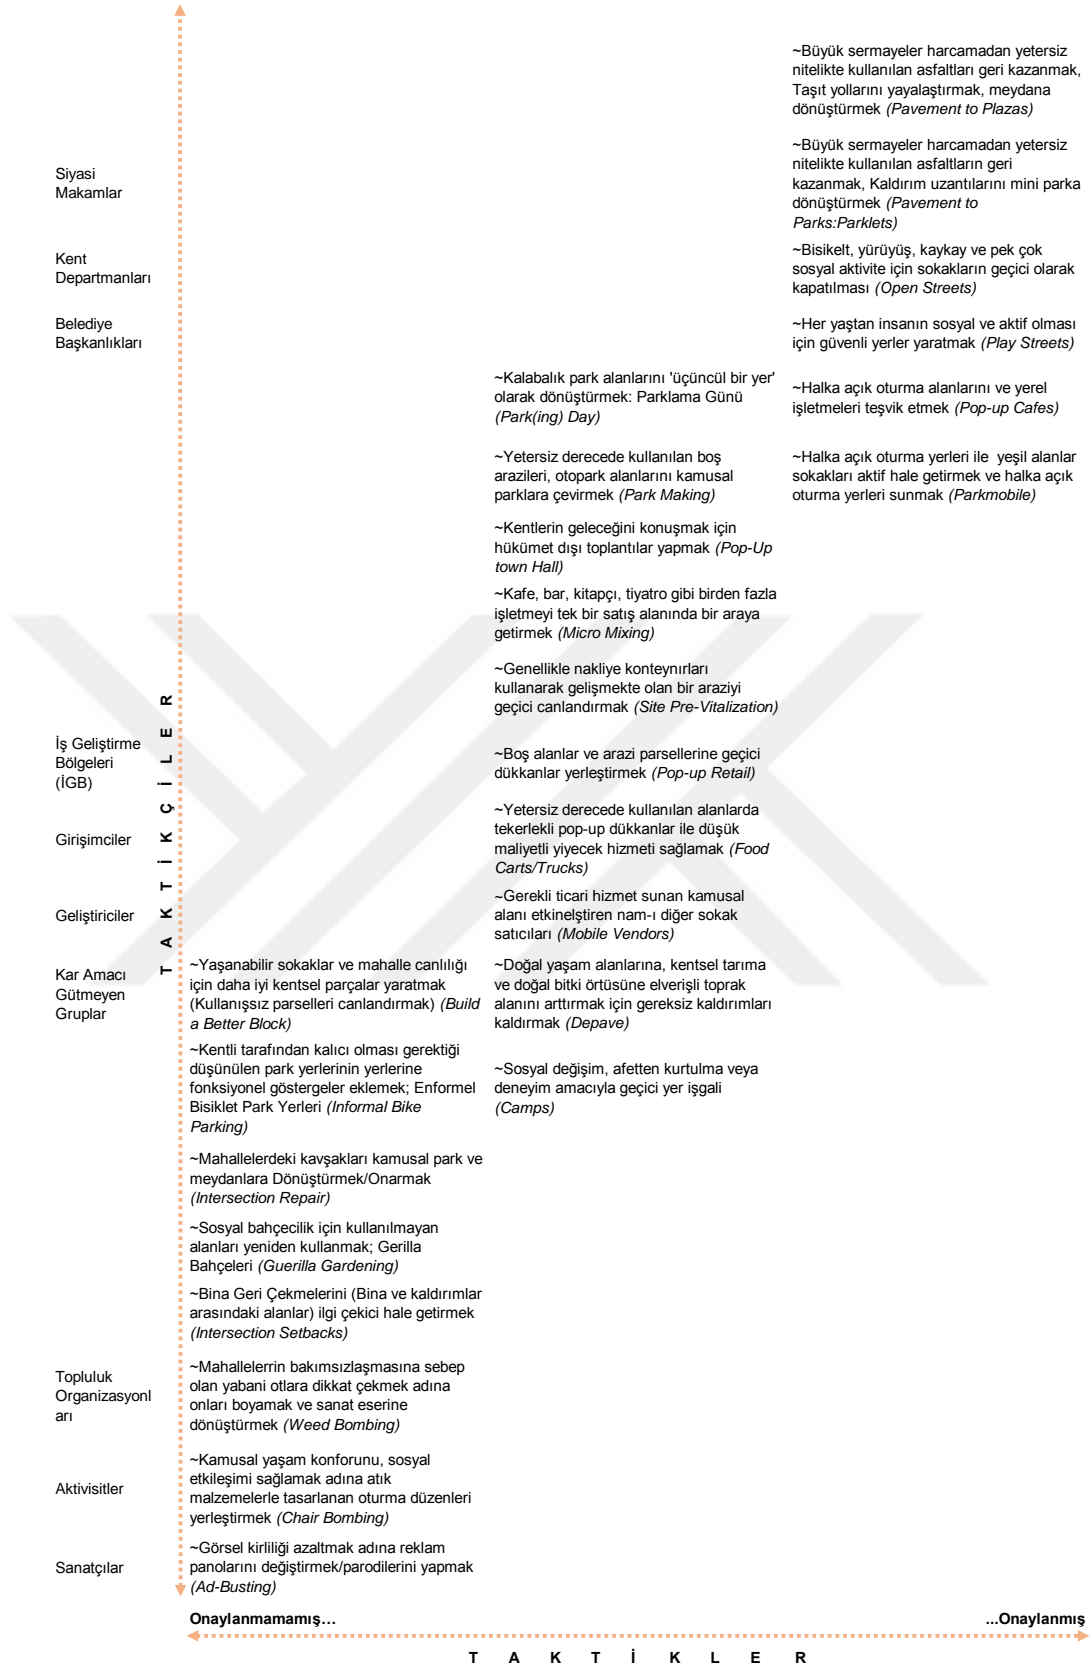 ~Büyük sermayeler harcamadan yetersiz
nitelikte kullanılan asfaltları geri kazanmak,
Taşıt yollarını yayalaştırmak, meydana
dönüştürmek (Pavement to Plazas)
~Büyük sermayeler harcamadan yetersiz
nitelikte kullanılan asfaltların geri
kazanmak, Kaldırım uzantılarını mini parka
dönüştürmek (Pavement to
Parks:Parklets)
Siyasi
Makamlar
~Bisikelt, yürüyüş, kaykay ve pek çok
sosyal aktivite için sokakların geçici olarak
kapatılması (Open Streets)
Kent
Departmanları
Belediye
Başkanlıkları
~Her yaştan insanın sosyal ve aktif olması
için güvenli yerler yaratmak (Play Streets)
~Kalabalık park alanlarını 'üçüncül bir yer'
olarak dönüştürmek: Parklama Günü
(Park(ing) Day)
~Halka açık oturma alanlarını ve yerel
işletmeleri teşvik etmek (Pop-up Cafes)
~Yetersiz derecede kullanılan boş
arazileri, otopark alanlarını kamusal
parklara çevirmek (Park Making)
~Halka açık oturma yerleri ile  yeşil alanlar
sokakları aktif hale getirmek ve halka açık
oturma yerleri sunmak (Parkmobile)
~Kentlerin geleceğini konuşmak için
hükümet dışı toplantılar yapmak (Pop-Up
town Hall)
~Kafe, bar, kitapçı, tiyatro gibi birden fazla
işletmeyi tek bir satış alanında bir araya
getirmek (Micro Mixing)
~Genellikle nakliye konteynırları
kullanarak gelişmekte olan bir araziyi
geçici canlandırmak (Site Pre-Vitalization)
T A K T İ K Ç İ L E R
İş Geliştirme
Bölgeleri
(İGB)
~Boş alanlar ve arazi parsellerine geçici
dükkanlar yerleştirmek (Pop-up Retail)
Girişimciler
~Yetersiz derecede kullanılan alanlarda
tekerlekli pop-up dükkanlar ile düşük
maliyetli yiyecek hizmeti sağlamak (Food
Carts/Trucks)
Geliştiriciler
~Gerekli ticari hizmet sunan kamusal
alanı etkinelştiren nam-ı diğer sokak
satıcıları (Mobile Vendors)
Kar Amacı
Gütmeyen
Gruplar
~Yaşanabilir sokaklar ve mahalle canlılığı
için daha iyi kentsel parçalar yaratmak
(Kullanışsız parselleri canlandırmak) (Build
a Better Block)
~Doğal yaşam alanlarına, kentsel tarıma
ve doğal bitki örtüsüne elverişli toprak
alanını arttırmak için gereksiz kaldırımları
kaldırmak (Depave)
~Kentli tarafından kalıcı olması gerektiği
düşünülen park yerlerinin yerlerine
fonksiyonel göstergeler eklemek; Enformel
Bisiklet Park Yerleri (Informal Bike
Parking)
~Sosyal değişim, afetten kurtulma veya
deneyim amacıyla geçici yer işgali
(Camps)
~Mahallelerdeki kavşakları kamusal park ve
meydanlara Dönüştürmek/Onarmak
(Intersection Repair)
~Sosyal bahçecilik için kullanılmayan
alanları yeniden kullanmak; Gerilla
Bahçeleri (Guerilla Gardening)
~Bina Geri Çekmelerini (Bina ve kaldırımlar
arasındaki alanlar) ilgi çekici hale getirmek
(Intersection Setbacks)
Topluluk
Organizasyonl
arı
~Mahallelerrin bakımsızlaşmasına sebep
olan yabani otlara dikkat çekmek adına
onları boyamak ve sanat eserine
dönüştürmek (Weed Bombing)
Aktivisitler
~Kamusal yaşam konforunu, sosyal
etkileşimi sağlamak adına atık
malzemelerle tasarlanan oturma düzenleri
yerleştirmek (Chair Bombing)
Sanatçılar
~Görsel kirliliği azaltmak adına reklam
panolarını değiştirmek/parodilerini yapmak
(Ad-Busting)
Onaylanmamamış…
...Onaylanmış
T A K T İ K L E R